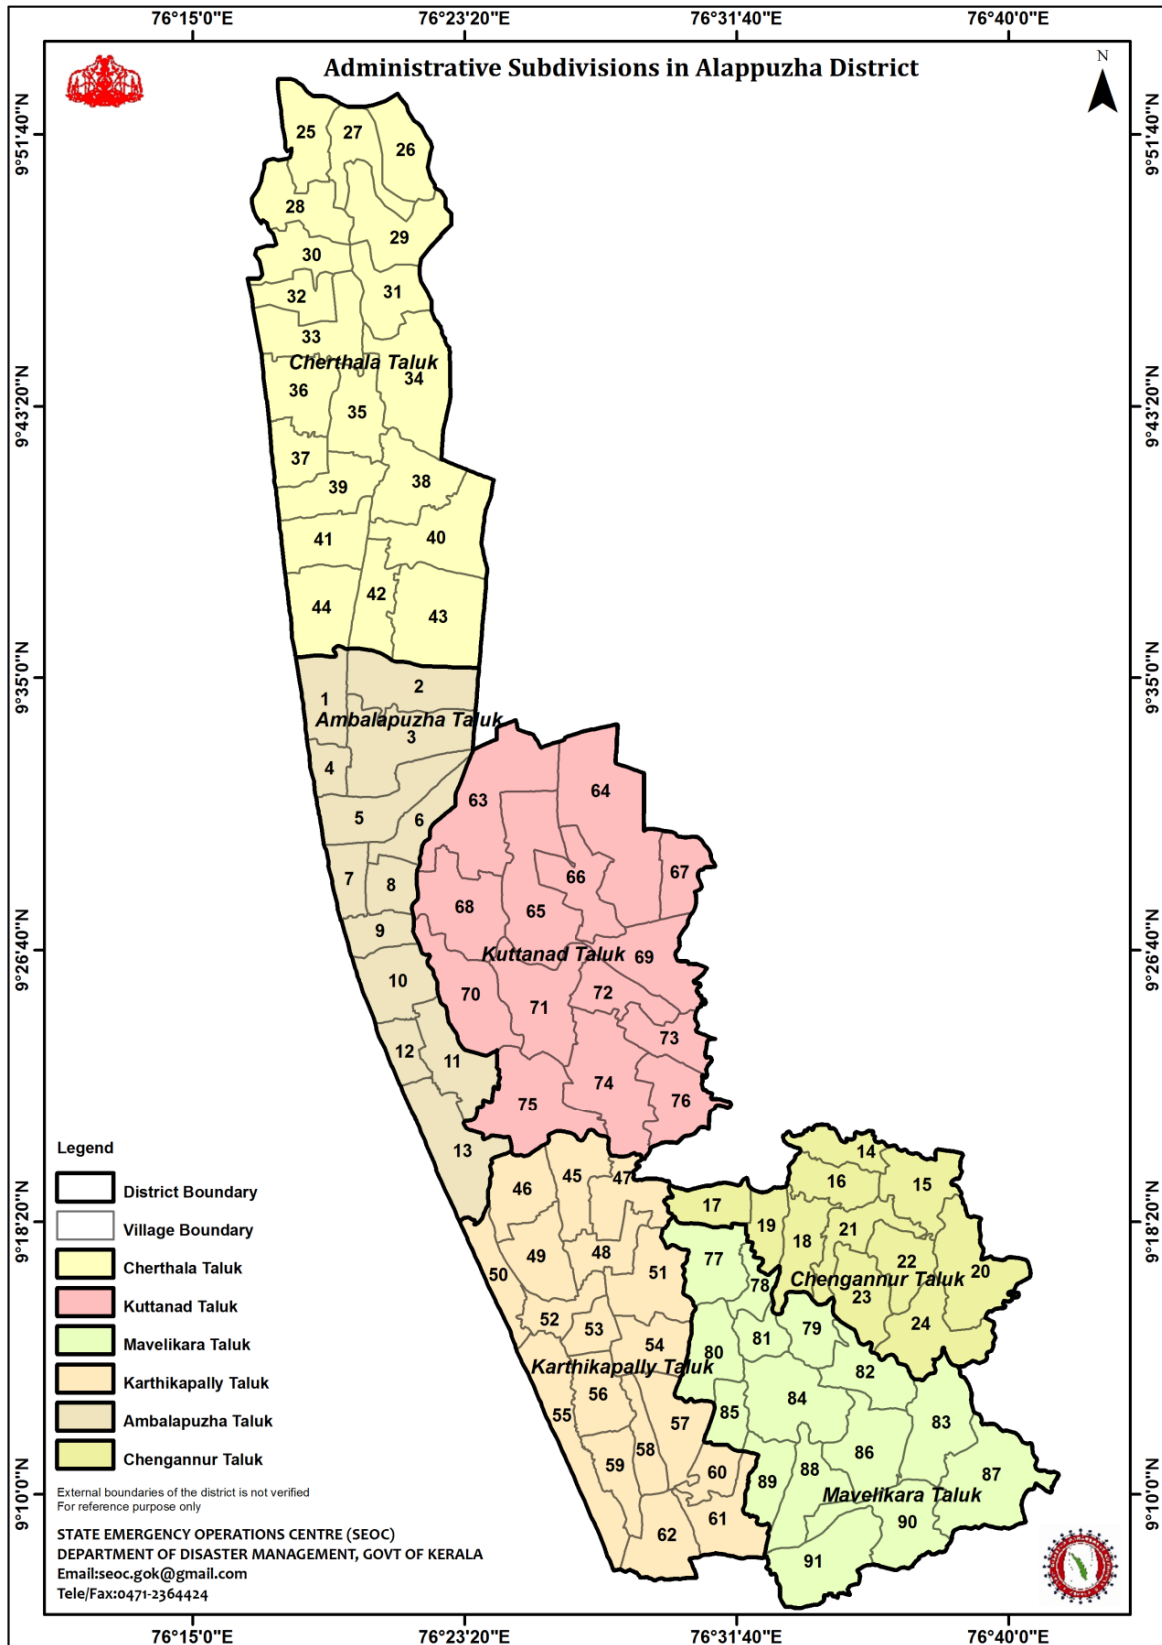 76°15'0"E 76°23'20"E 76°31'40"E 76°40'0"E
Administrative Subdivisions in Alappuzha District
N
9°51'40"N 9°51'40"N
25 27 26
28
29
30
31
32
33
Cherthala Taluk
34
36
35
9°43'20"N 9°43'20"N
37
38
39
40
41
42
44 43
9°35'0"N 9°35'0"N
1 2
Ambalapuzha Taluk
3
4
63 64
5 6
67
66
7 8
68 65
9
Kuttanad Taluk
69
9°26'40"N 9°26'40"N
10 70 71 72
73
12 11
74
75 76
13
14
45 47
46
16 15
17
9°18'20"N 9°18'20"N
19 18 21
49 48
50 51
77
78
22
Chengannur Taluk
20
23
24
52 53
54
79
81
80
Karthikapally Taluk
82
56
84
55 57 85
83
58
86
59 60
89 88
87
Mavelikara Taluk
9°10'0"N 9°10'0"N
61
62
90
91
Legend
District Boundary
Village Boundary
Cherthala Taluk
Kuttanad Taluk
Mavelikara Taluk
Karthikapally Taluk
Ambalapuzha Taluk
Chengannur Taluk
External boundaries of the district is not verified
For reference purpose only
STATE EMERGENCY OPERATIONS CENTRE (SEOC)
DEPARTMENT OF DISASTER MANAGEMENT, GOVT OF KERALA
Email:seoc.gok@gmail.com
Tele/Fax:0471-2364424
76°15'0"E 76°23'20"E 76°31'40"E 76°40'0"E